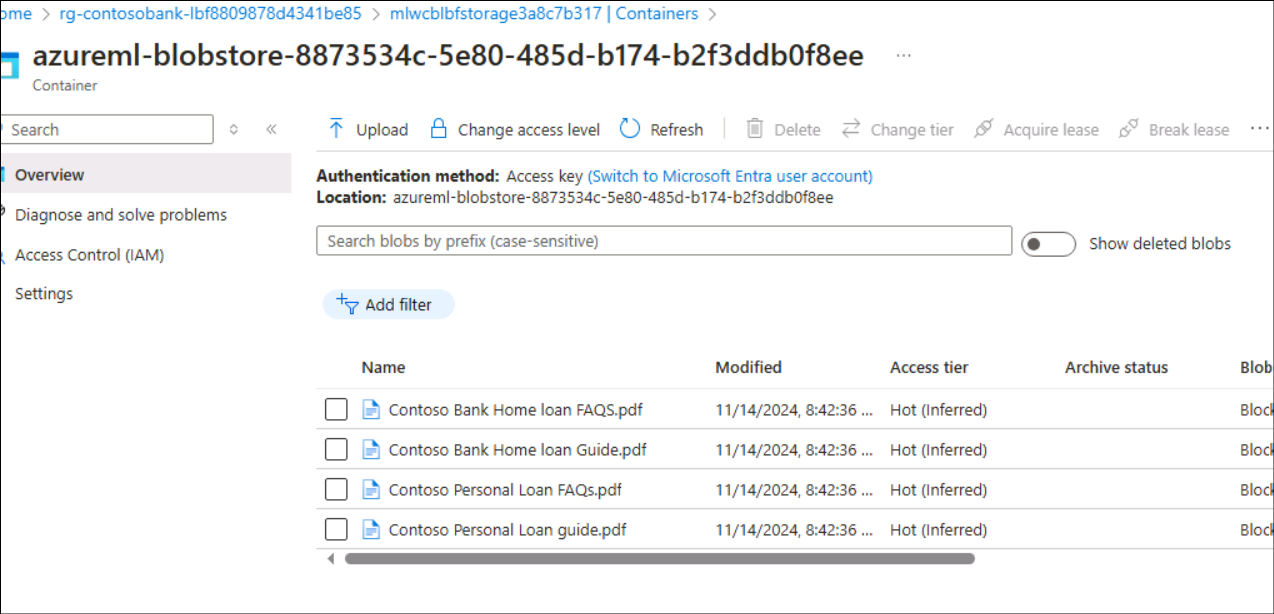 ome > rg-contosobank-lbf8809878d4341be85 > mlwcblbfstorage3a8c7b317 | Containers >
azureml-blobstore-8873534c-5e80-485d-b174-b2f3ddb0f8ee ...
Container
Search
Upload Change access level Refresh Delete Change tier Acquire lease Break lease ...
Overview
Diagnose and solve problems
Access Control (IAM)
Settings
Authentication method: Access key (Switch to Microsoft Entra user account)
Location: azureml-blobstore-8873534c-5e80-485d-b174-b2f3ddb0f8ee
Search blobs by prefix (case-sensitive)
Show deleted blobs
Add filter
Name Modified Access tier Archive status Blob
Contoso Bank Home loan FAQS.pdf 11/14/2024, 8:42:36 ... Hot (Inferred) Block
Contoso Bank Home loan Guide.pdf 11/14/2024, 8:42:36 ... Hot (Inferred) Block
Contoso Personal Loan FAQs.pdf 11/14/2024, 8:42:36 ... Hot (Inferred) Block
Contoso Personal Loan guide.pdf 11/14/2024, 8:42:36 ... Hot (Inferred) Block